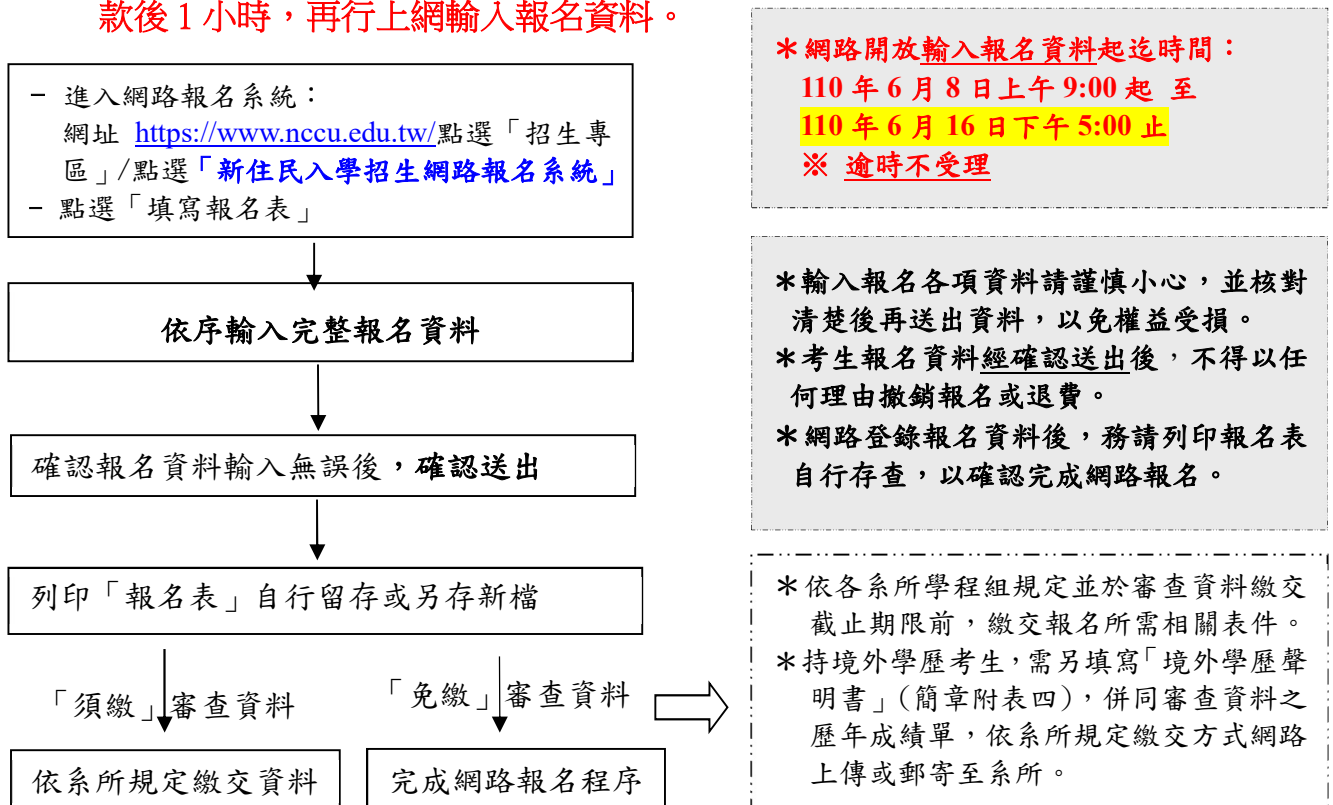 款後 1 小時，再行上網輸入報名資料。
－ 進入網路報名系統：
網址 https://www.nccu.edu.tw/點選「招生專
區」/點選「新住民入學招生網路報名系統」
－ 點選「填寫報名表」
依序輸入完整報名資料
確認報名資料輸入無誤後，確認送出
列印「報名表」自行留存或另存新檔
「須繳」審查資料
「免繳」審查資料
依系所規定繳交資料
完成網路報名程序
＊網路開放輸入報名資料起迄時間：
110 年 6 月 8 日上午 9:00 起 至
110 年 6 月 16 日下午 5:00 止
※ 逾時不受理
＊輸入報名各項資料請謹慎小心，並核對
清楚後再送出資料，以免權益受損。
＊考生報名資料經確認送出後，不得以任
何理由撤銷報名或退費。
＊網路登錄報名資料後，務請列印報名表
自行存查，以確認完成網路報名。
＊依各系所學程組規定並於審查資料繳交
截止期限前，繳交報名所需相關表件。
＊持境外學歷考生，需另填寫「境外學歷聲
明書」(簡章附表四)，併同審查資料之
歷年成績單，依系所規定繳交方式網路
上傳或郵寄至系所。